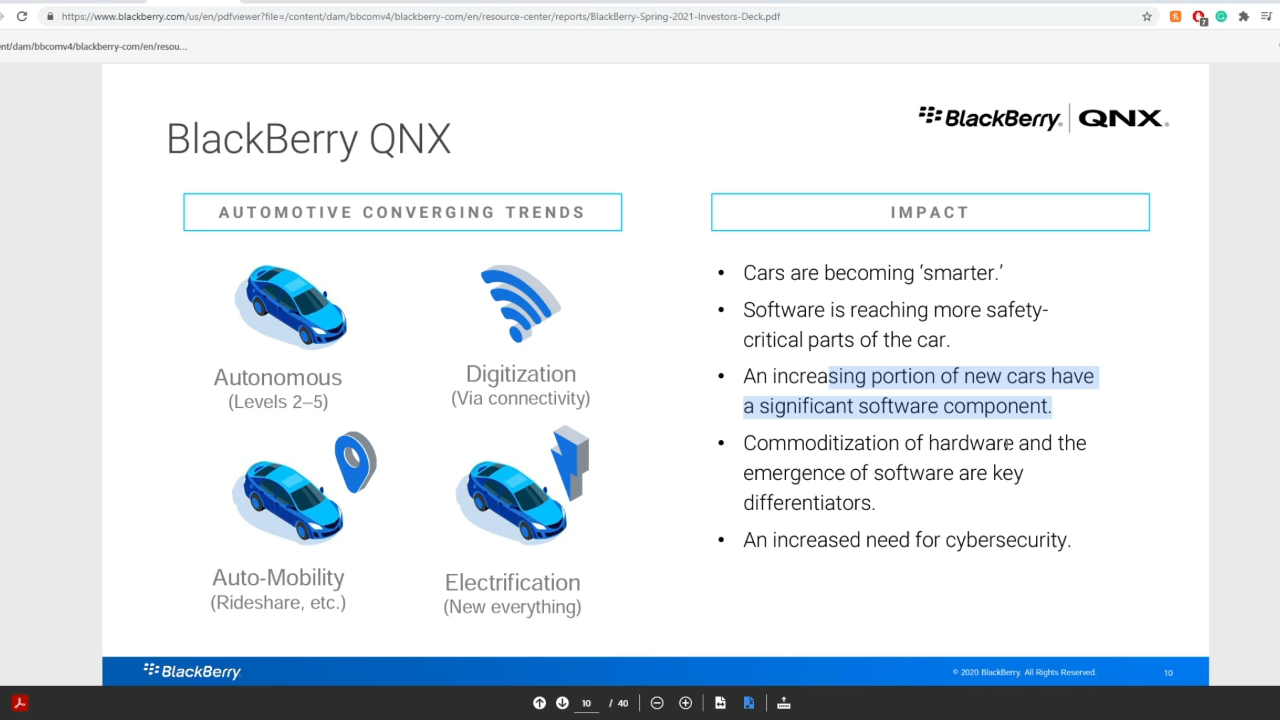 https://www.blackberry.com/us/en/pdfviewer?file=/content/dam/bbcomv4/blackberry-com/en/resource-center/reports/BlackBerry-Spring-2021-Investors-Deck.pdf
7
nt/dam/bbcomv4/blackberry-com/en/resou...
BlackBerry QNX
BlackBerry® QNX®
AUTOMOTIVE CONVERGING TRENDS
Autonomous
(Levels 2–5)
Digitization
(Via connectivity)
Auto-Mobility
(Rideshare, etc.)
Electrification
(New everything)
IMPACT
• Cars are becoming ‘smarter.’
• Software is reaching more safety-
critical parts of the car.
• An increasing portion of new cars have
a significant software component.
• Commoditization of hardware and the
emergence of software are key
differentiators.
• An increased need for cybersecurity.
BlackBerry
© 2020 BlackBerry. All Rights Reserved.
10
10 / 40